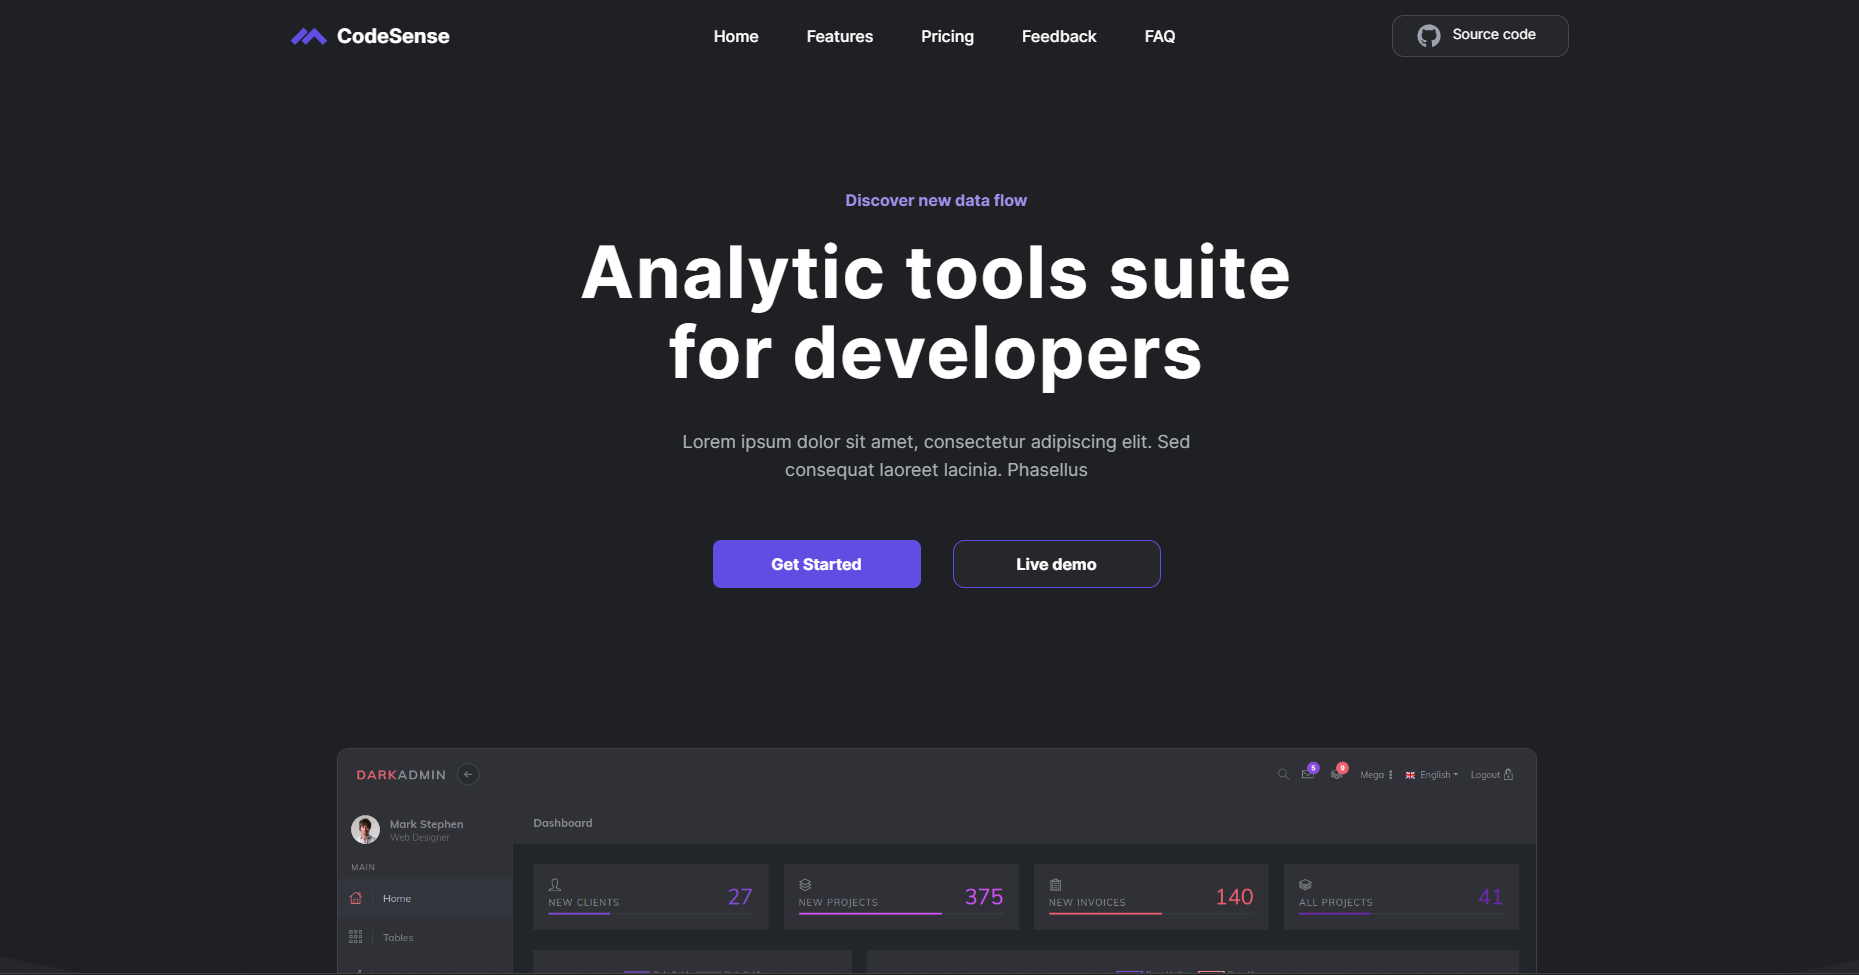 CodeSense
Home
Features
Pricing
Feedback
FAQ
Source code
Discover new data flow
Analytic tools suite
for developers
Lorem ipsum dolor sit amet, consectetur adipiscing elit. Sed
consequat laoreet lacinia. Phasellus
Get Started
Live demo
DARKADMIN
5
9
Mega
English
Logout
Mark Stephen
Web Designer
Dashboard
MAIN
Home
Tables
NEW CLIENTS
27
NEW PROJECTS
375
NEW INVOICES
140
ALL PROJECTS
41